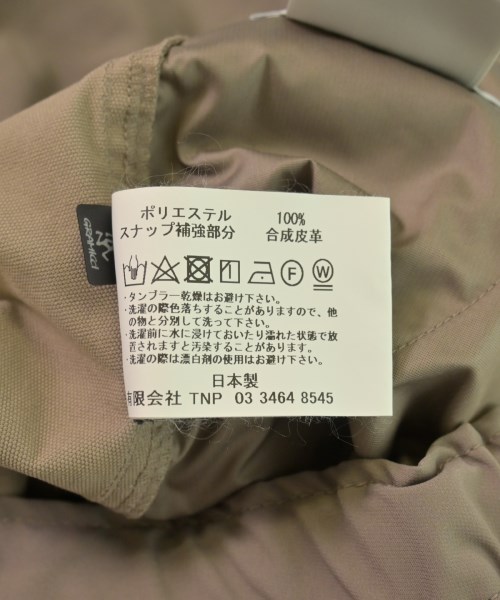 ポリエステル 100%
スナップ補強部分 合成皮革
F W
・タンブラー乾燥はお避け下さい。
・洗濯の際色落ちすることがありますので、他
の物と分別して洗って下さい。
・洗濯前に水に浸けておいたり濡れた状態で放
置されますと汚染することがあります。
・洗濯の際は漂白剤の使用はお避け下さい。
日本製
有限会社 TNP 03 3464 8545
GRAMICCI